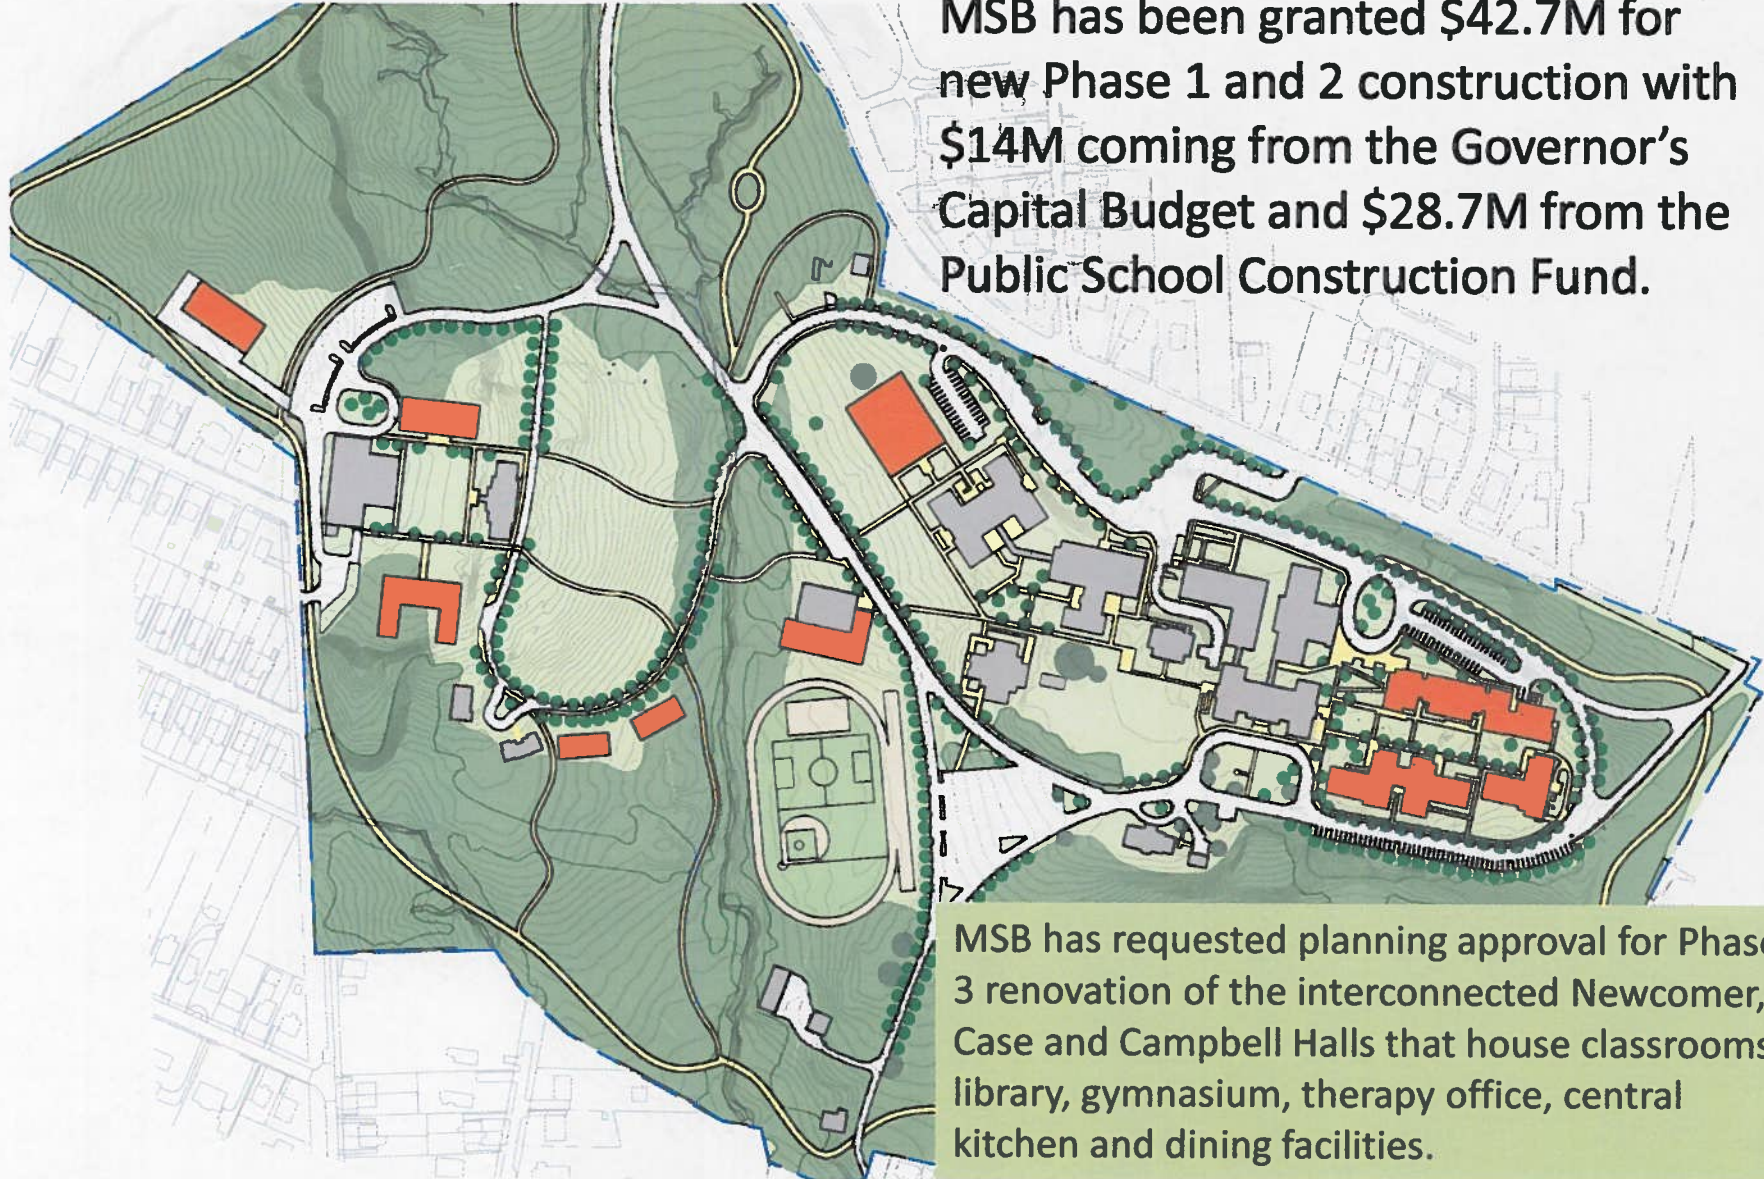 MSB has been granted $42.7M for
new Phase 1 and 2 construction with
$14M coming from the Governor's
Capital Budget and $28.7M from the
Public School Construction Fund.
MSB has requested planning approval for Phase
3 renovation of the interconnected Newcomer,
Case and Campbell Halls that house classrooms
library, gymnasium, therapy office, central
kitchen and dining facilities.